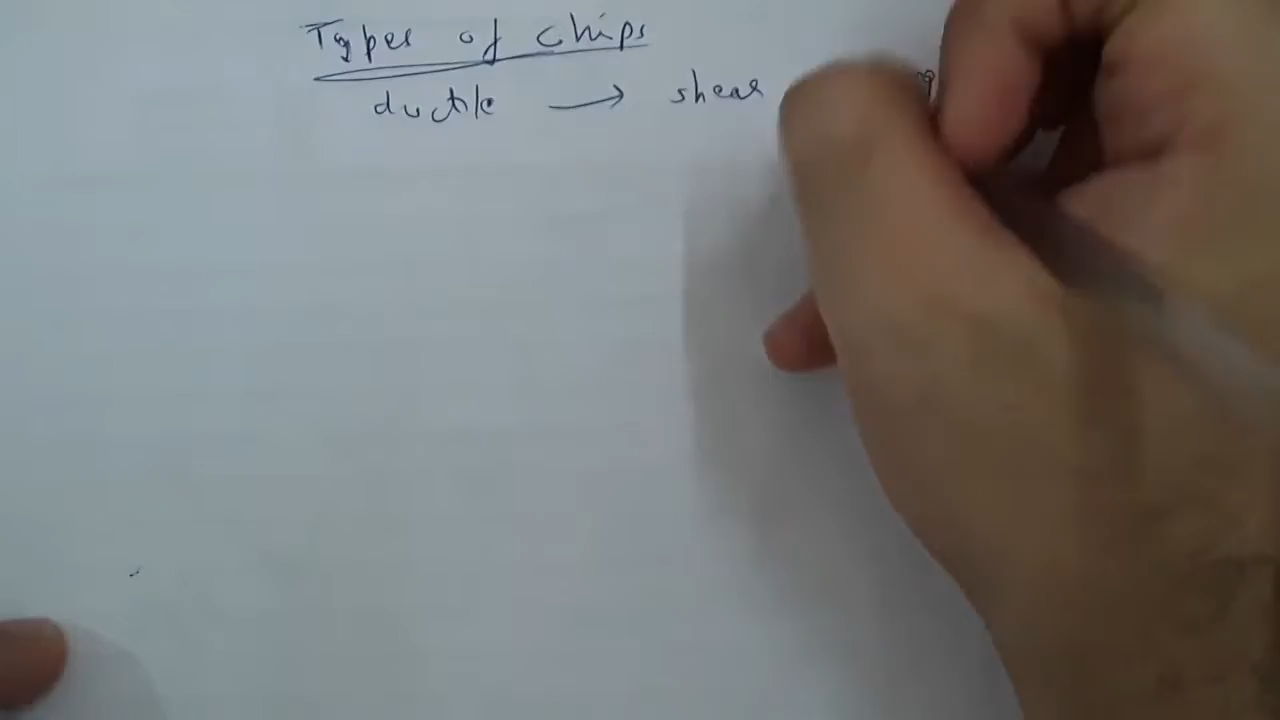 Types of chips
ductile → shear